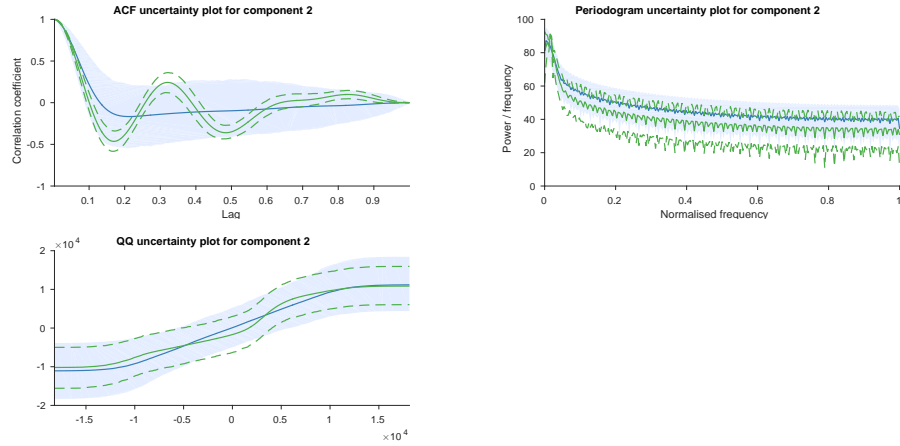 ACF uncertainty plot for component 2
Correlation coefficient
1
0.5
0
-0.5
-1
0.1 0.2 0.3 0.4 0.5 0.6 0.7 0.8 0.9
Lag
Periodogram uncertainty plot for component 2
Power / frequency
100
80
60
40
20
0
0 0.2 0.4 0.6 0.8 1
Normalised frequency
QQ uncertainty plot for component 2
×10^4
2
1
0
-1
-2
-1.5 -1 -0.5 0 0.5 1 1.5
×10^4